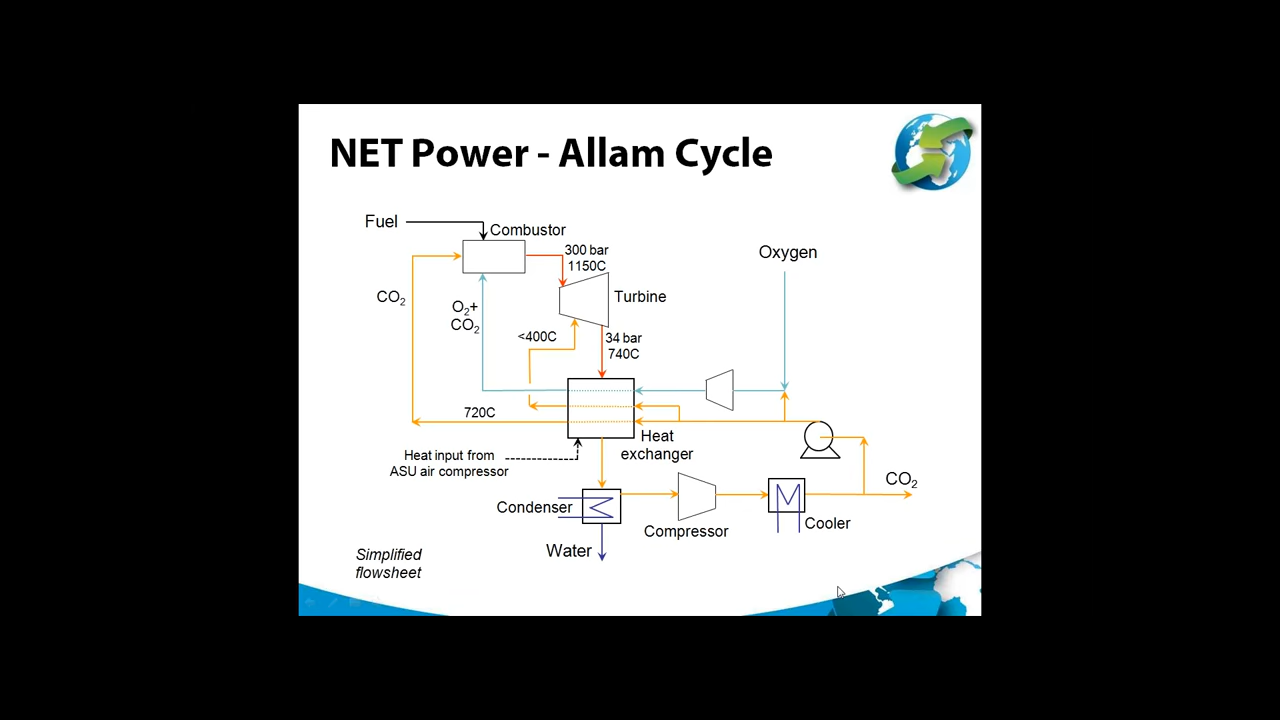 NET Power - Allam Cycle
Fuel
Combustor
300 bar
1150C
Oxygen
CO₂
O₂+
CO₂
Turbine
<400C
34 bar
740C
720C
Heat
exchanger
Heat input from
ASU air compressor
CO₂
Condenser
Compressor
Cooler
Water
Simplified
flowsheet